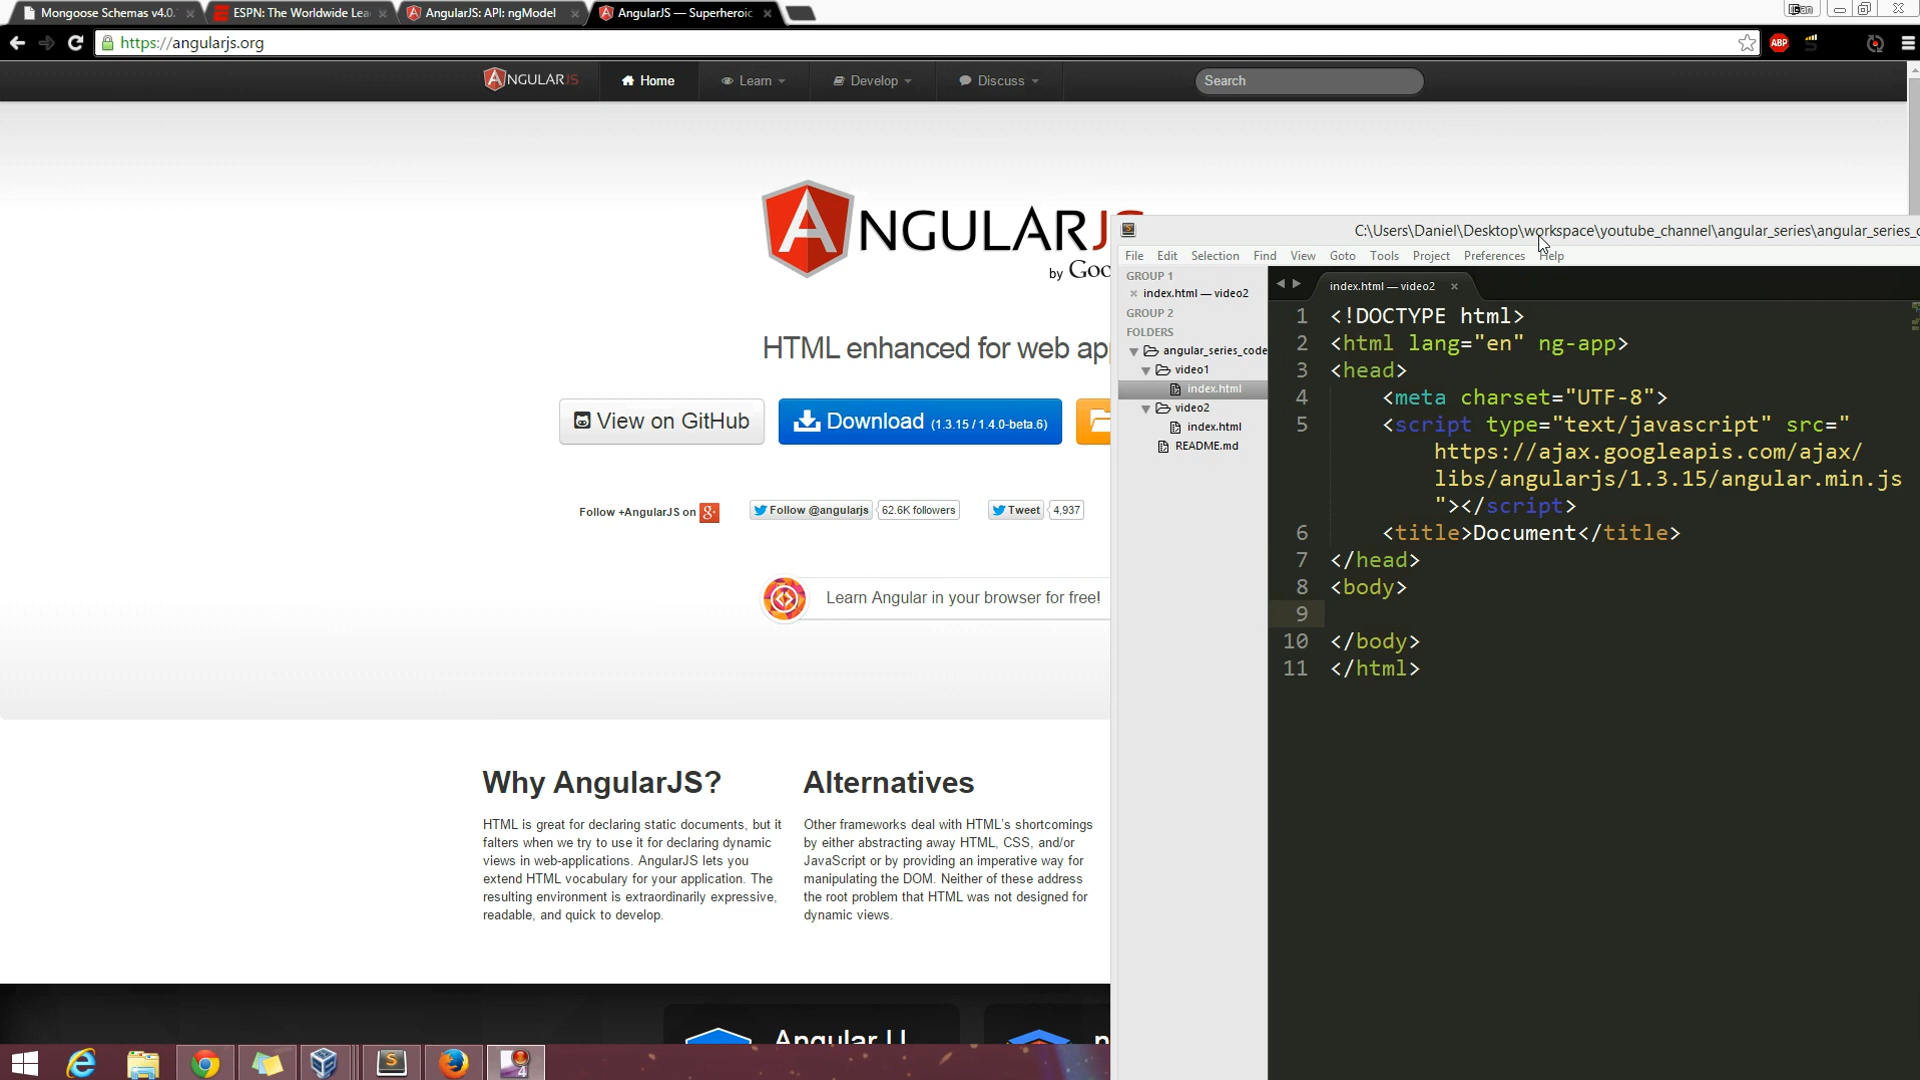 Mongoose Schemas v4.0.
ESPN: The Worldwide Lea
AngularJS: API: ngModel
AngularJS — Superheroic
https://angularjs.org
ABP
ANGULARJS
Home
Learn
Develop
Discuss
Search
ANGULARJS
by Goo
HTML enhanced for web ap
View on GitHub
Download (1.3.15 / 1.4.0-beta.6)
Follow +AngularJS on
Follow @angularjs
62.6K followers
Tweet
4,937
Learn Angular in your browser for free!
Why AngularJS?
HTML is great for declaring static documents, but it
falters when we try to use it for declaring dynamic
views in web-applications. AngularJS lets you
extend HTML vocabulary for your application. The
resulting environment is extraordinarily expressive,
readable, and quick to develop.
Alternatives
Other frameworks deal with HTML's shortcomings
by either abstracting away HTML, CSS, and/or
JavaScript or by providing an imperative way for
manipulating the DOM. Neither of these address
the root problem that HTML was not designed for
dynamic views.
C:\Users\Daniel\Desktop\workspace\youtube_channel\angular_series\angular_series_c
File Edit Selection Find View Goto Tools Project Preferences Help
GROUP 1
index.html — video2
GROUP 2
FOLDERS
angular_series_code
video1
index.html
video2
index.html
README.md
index.html — video2
1 <!DOCTYPE html>
2 <html lang="en" ng-app>
3 <head>
4 <meta charset="UTF-8">
5 <script type="text/javascript" src="
https://ajax.googleapis.com/ajax/
libs/angularjs/1.3.15/angular.min.js
"></script>
6 <title>Document</title>
7 </head>
8 <body>
9
10 </body>
11 </html>
4